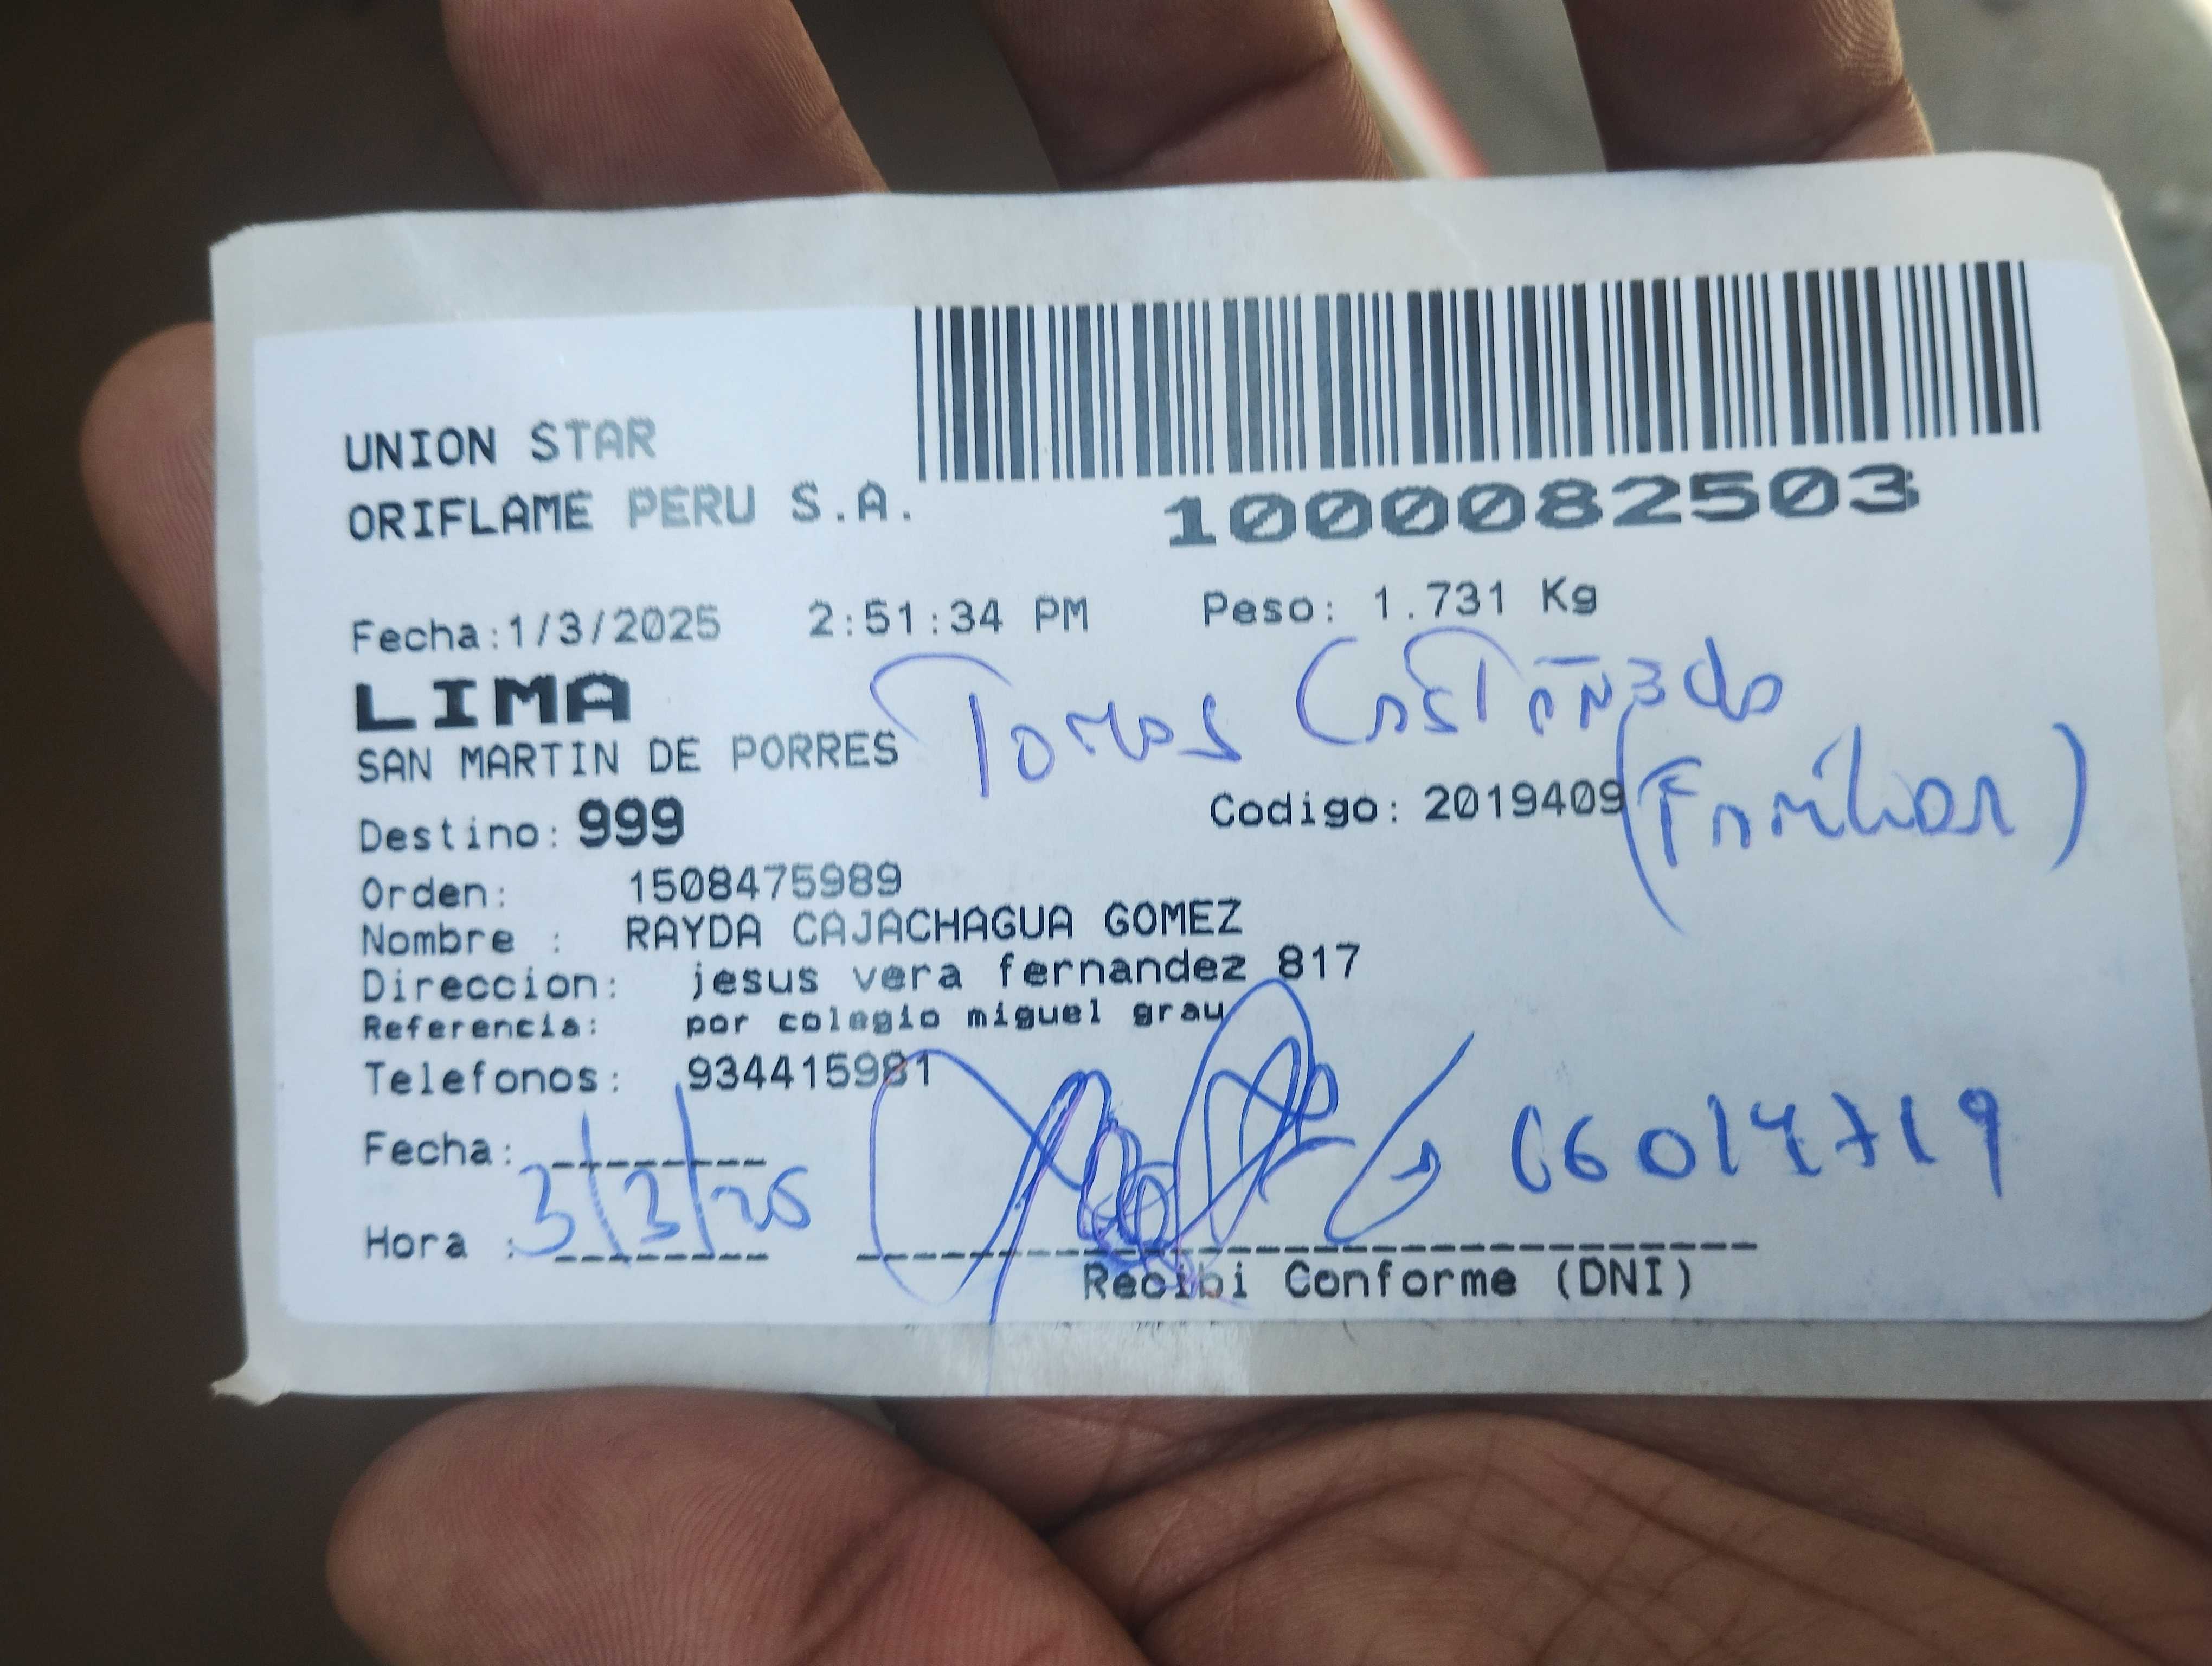 UNION STAR
ORIFLAME PERU S.A.
1000082503
Fecha:1/3/2025 2:51:34 PM Peso: 1.731 Kg
LIMA
Tomas Castañeda
SAN MARTIN DE PORRES
(Familiar)
Destino: 999 Codigo: 2019409
Orden: 1508475989
Nombre : RAYDA CAJACHAGUA GOMEZ
Direccion: jesus vera fernandez 817
Referencia: por colegio miguel grau
Telefonos: 934415981
06014719
Fecha:
3/3/25
Hora :
Recibi Conforme (DNI)